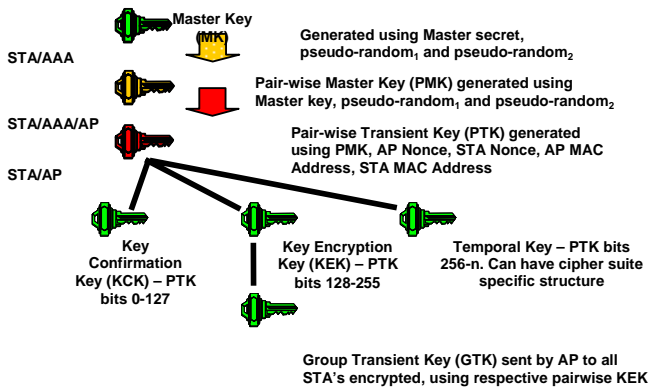 Master Key
(MK)
Generated using Master secret,
pseudo-random₁ and pseudo-random₂
STA/AAA
Pair-wise Master Key (PMK) generated using
Master key, pseudo-random₁ and pseudo-random₂
STA/AAA/AP
Pair-wise Transient Key (PTK) generated
using PMK, AP Nonce, STA Nonce, AP MAC
Address, STA MAC Address
STA/AP
Key
Confirmation
Key (KCK) – PTK
bits 0-127
Key Encryption
Key (KEK) – PTK
bits 128-255
Temporal Key – PTK bits
256-n. Can have cipher suite
specific structure
Group Transient Key (GTK) sent by AP to all
STA's encrypted, using respective pairwise KEK